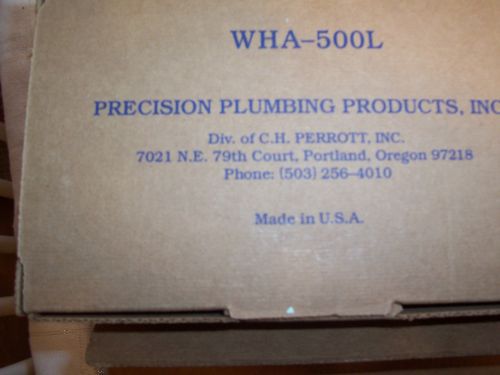 WHA-500L
PRECISION PLUMBING PRODUCTS, INC
Div. of C.H. PERROTT, INC.
7021 N.E. 79th Court, Portland, Oregon 97218
Phone: (503) 256-4010
Made in U.S.A.